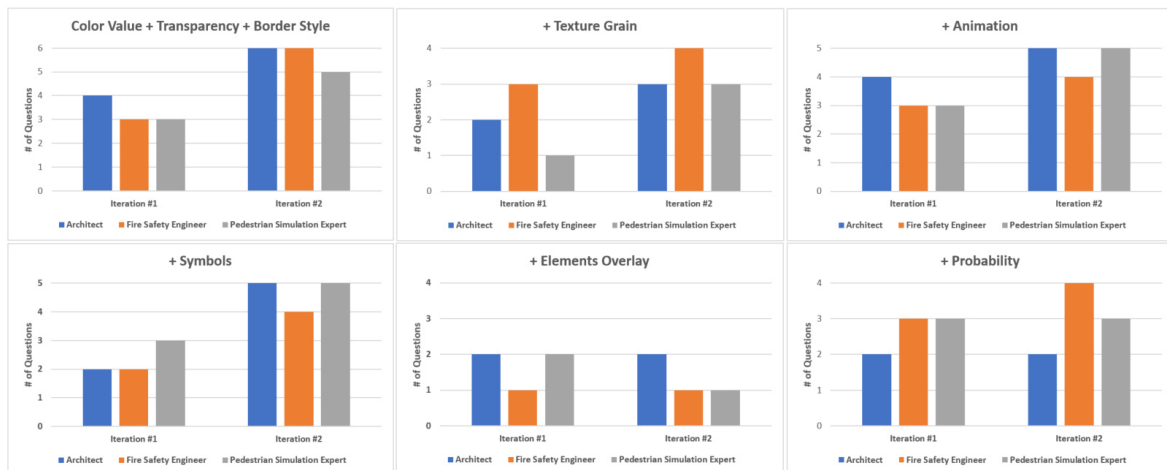 Color Value + Transparency + Border Style
# of Questions
6
5
4
3
2
1
0
Iteration #1 Iteration #2
Architect Fire Safety Engineer Pedestrian Simulation Expert
+ Texture Grain
# of Questions
4
3
2
1
0
Iteration #1 Iteration #2
Architect Fire Safety Engineer Pedestrian Simulation Expert
+ Animation
# of Questions
5
4
3
2
1
0
Iteration #1 Iteration #2
Architect Fire Safety Engineer Pedestrian Simulation Expert
+ Symbols
# of Questions
5
4
3
2
1
0
Iteration #1 Iteration #2
Architect Fire Safety Engineer Pedestrian Simulation Expert
+ Elements Overlay
# of Questions
4
3
2
1
0
Iteration #1 Iteration #2
Architect Fire Safety Engineer Pedestrian Simulation Expert
+ Probability
# of Questions
4
3
2
1
0
Iteration #1 Iteration #2
Architect Fire Safety Engineer Pedestrian Simulation Expert